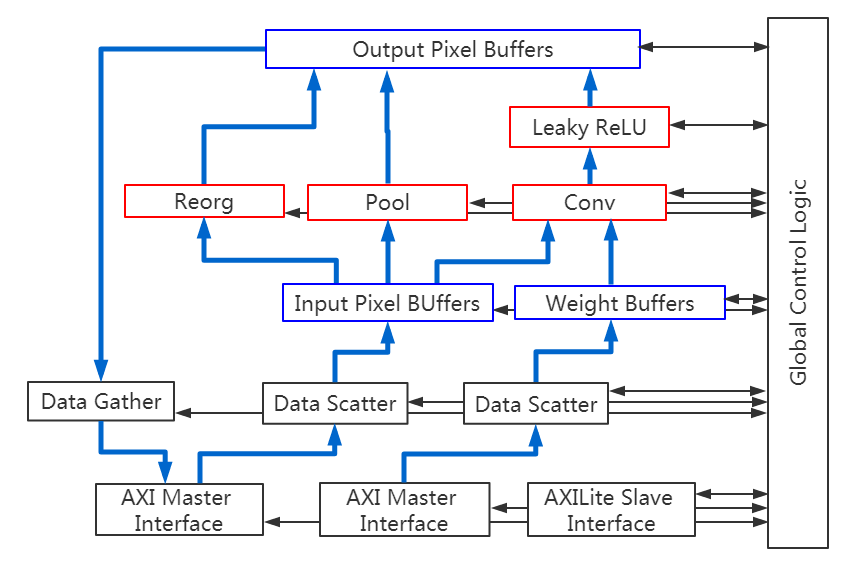 Output Pixel Buffers
Leaky ReLU
Reorg
Pool
Conv
Input Pixel BUffers
Weight Buffers
Data Gather
Data Scatter
Data Scatter
AXI Master
Interface
AXI Master
Interface
AXILite Slave
Interface
Global Control Logic